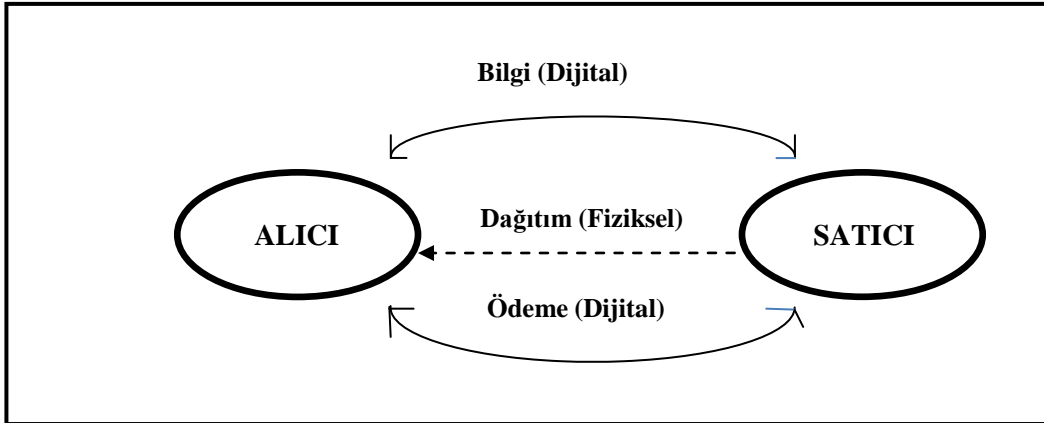 Bilgi (Dijital)
ALICI
Dağıtım (Fiziksel)
SATICI
Ödeme (Dijital)